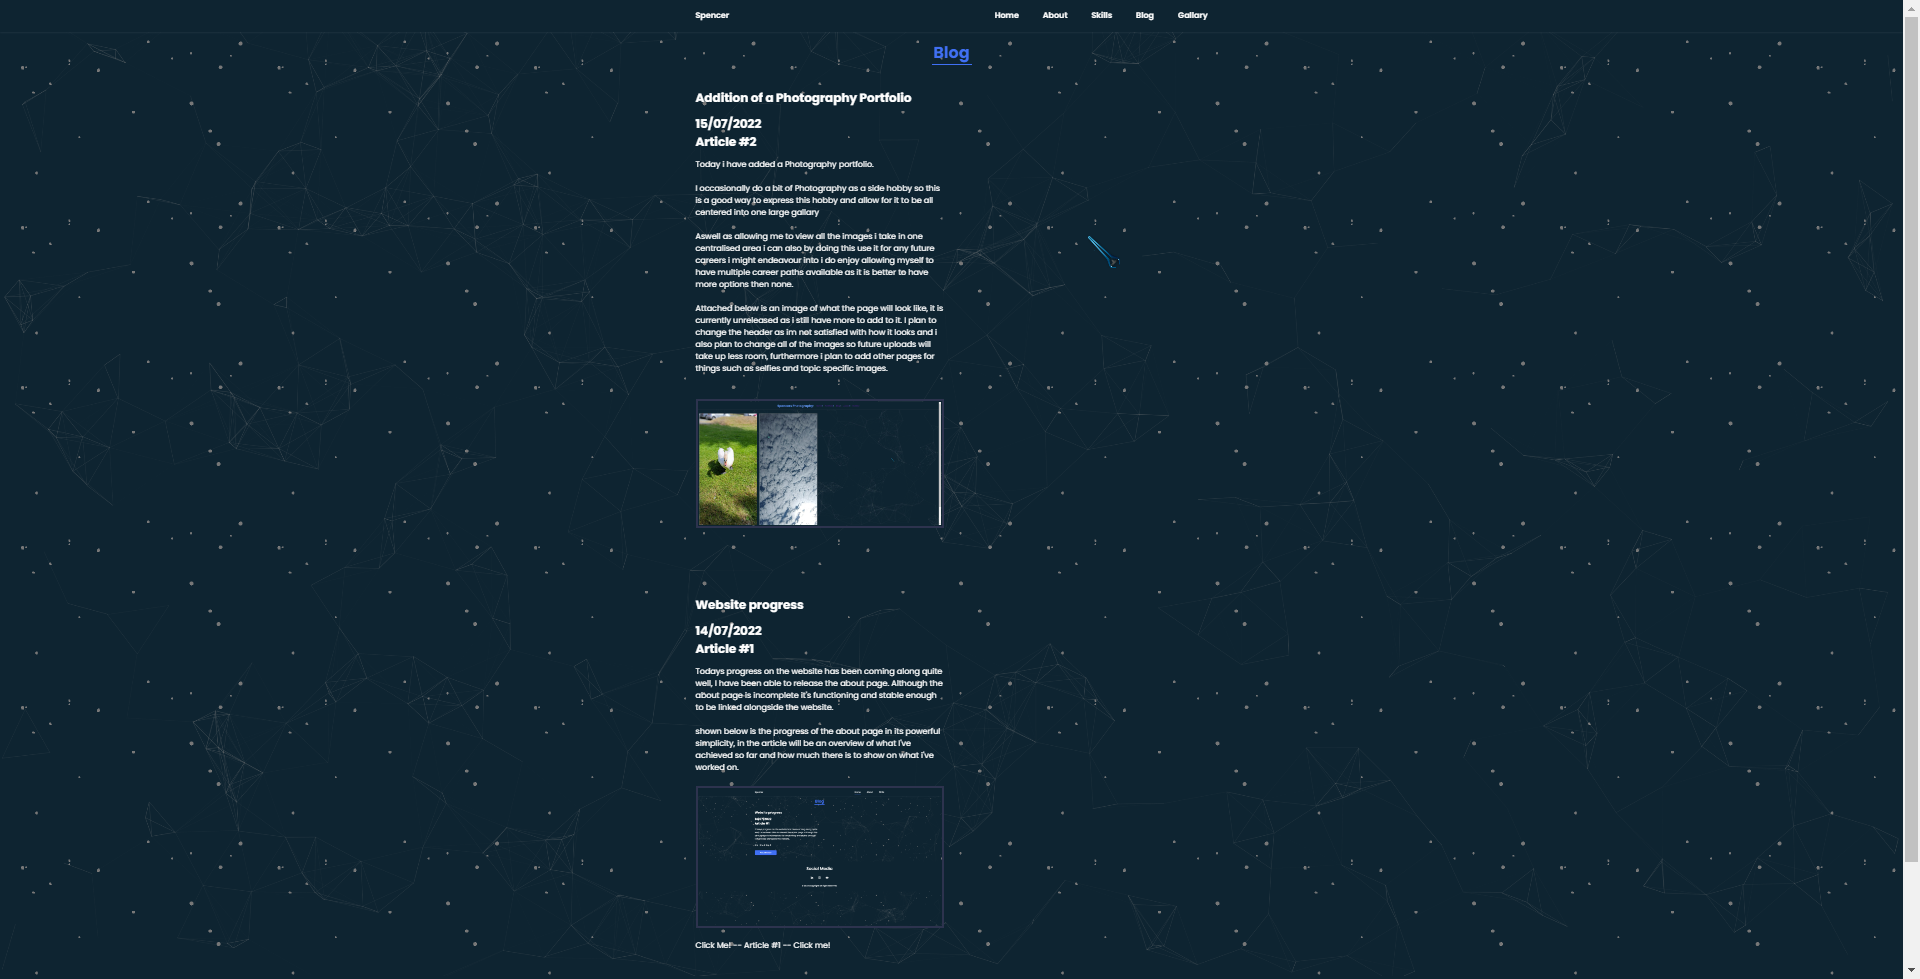 Spencer Home About Skills Blog Gallary
Blog
Addition of a Photography Portfolio
15/07/2022
Article #2
Today i have added a Photography portfolio.
I occasionally do a bit of Photography as a side hobby so this
is a good way to express this hobby and allow for it to be all
centered into one large gallary
Aswell as allowing me to view all the images i take in one
centralised area i can also by doing this use it for any future
careers i might endeavour into i do enjoy allowing myself to
have multiple career paths available as it is better to have
more options then none.
Attached below is an image of what the page will look like, it is
currently unreleased as i still have more to add to it. I plan to
change the header as im not satisfied with how it looks and i
also plan to change all of the images so future uploads will
take up less room, furthermore i plan to add other pages for
things such as selfies and topic specific images.
Website progress
14/07/2022
Article #1
Todays progress on the website has been coming along quite
well, I have been able to release the about page. Although the
about page is incomplete it's functioning and stable enough
to be linked alongside the website.
shown below is the progress of the about page in its powerful
simplicity, in the article will be an overview of what I've
achieved so far and how much there is to show on what I've
worked on.
Blog
Website progress
Article #1
Social Media
Click Me! -- Article #1 -- Click me!